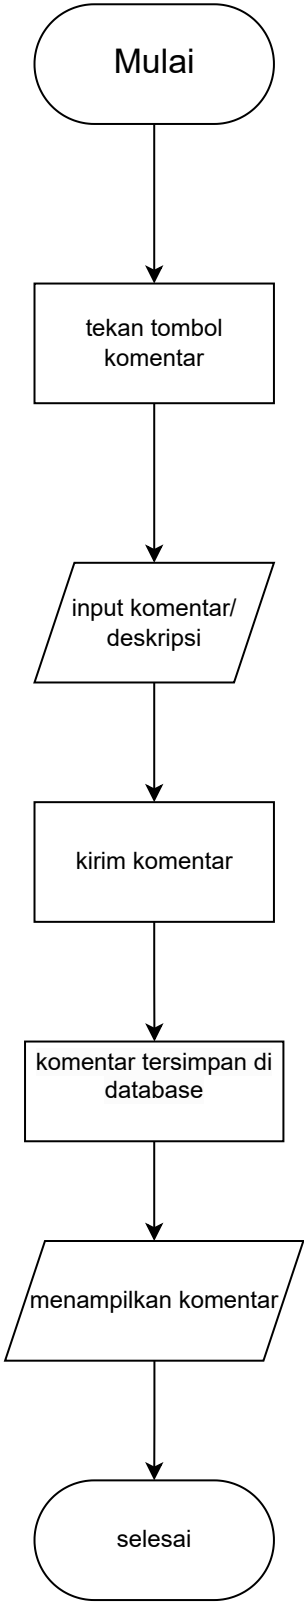 Mulai
tekan tombol
komentar
input komentar/
deskripsi
kirim komentar
komentar tersimpan di
database
menampilkan komentar
selesai